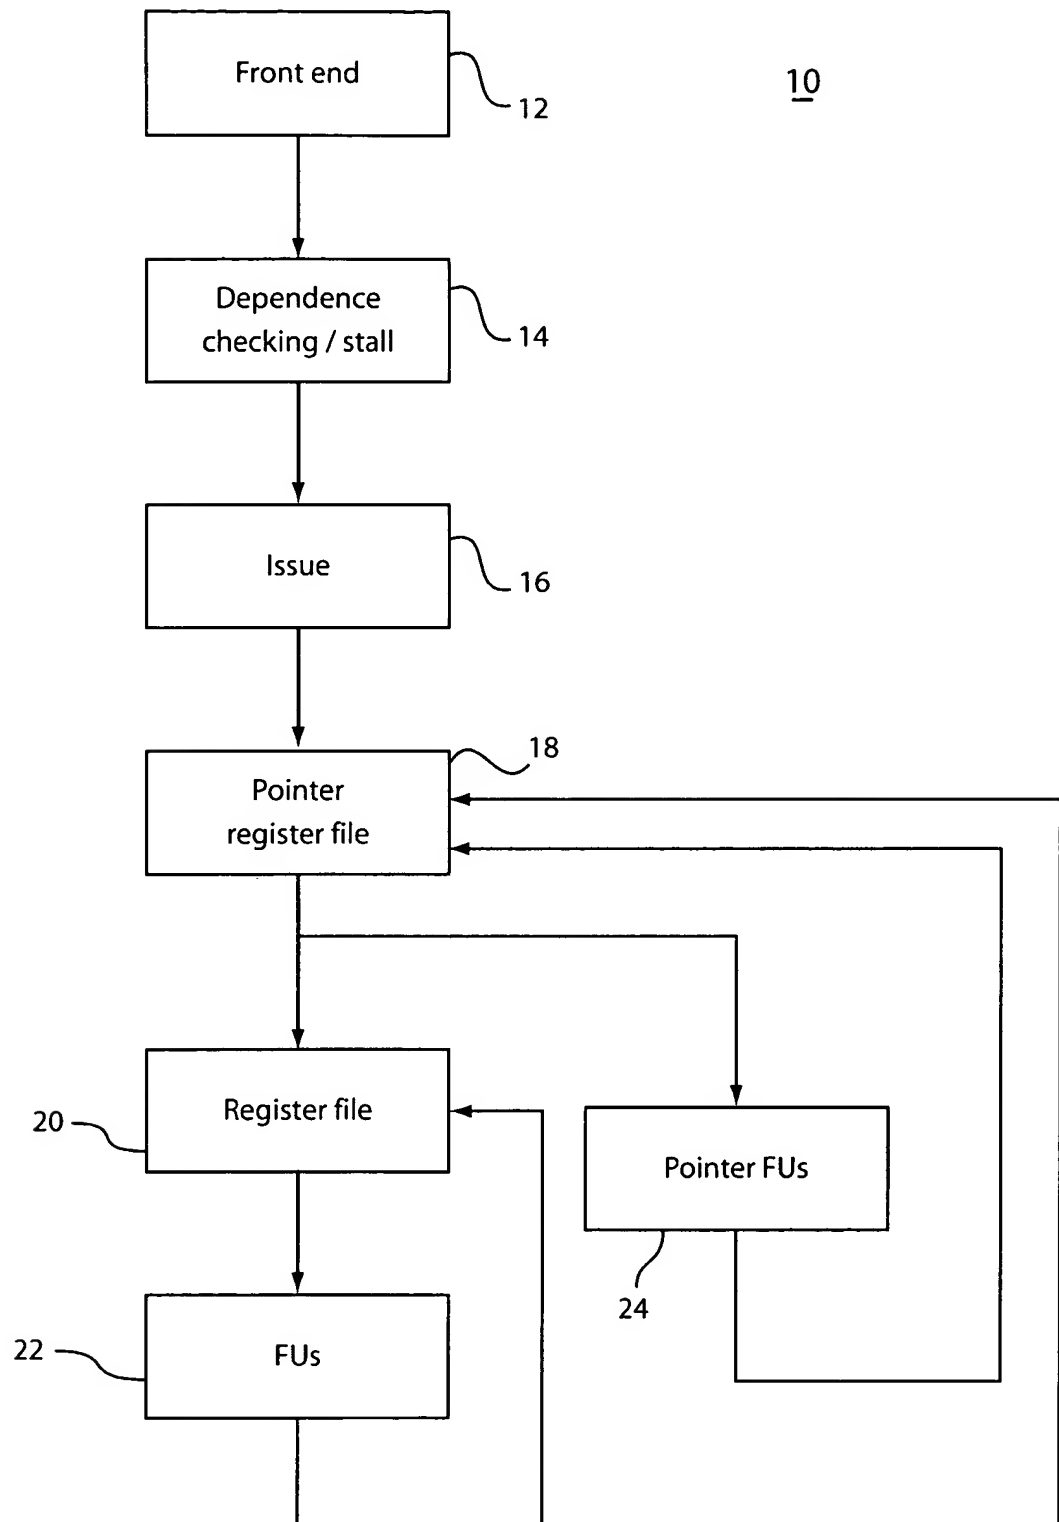 Front end
12
10
Dependence
checking / stall
14
Issue
16
18
Pointer
register file
Register file
20
Pointer FUs
24
FUs
22